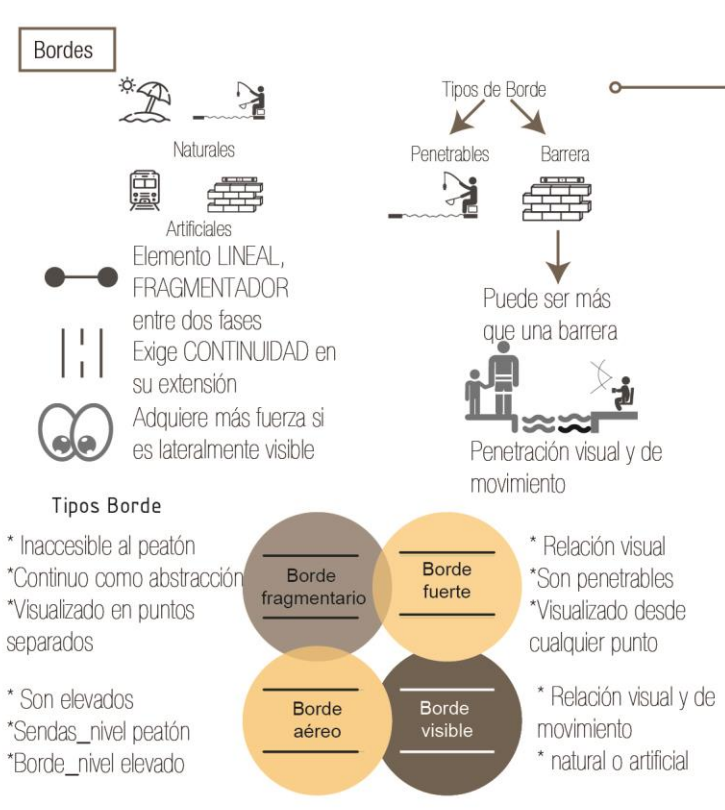 Bordes
Naturales
Artificiales
Elemento LINEAL,
FRAGMENTADOR
entre dos fases
Exige CONTINUIDAD en
su extensión
Adquiere más fuerza si
es lateralmente visible
Tipos de Borde
Penetrables
Barrera
Puede ser más
que una barrera
Penetración visual y de
movimiento
Tipos Borde
* Inaccesible al peatón
*Continuo como abstracción
*Visualizado en puntos
separados
Borde
fragmentario
Borde
fuerte
* Relación visual
*Son penetrables
*Visualizado desde
cualquier punto
* Son elevados
*Sendas_nivel peatón
*Borde_nivel elevado
Borde
aéreo
Borde
visible
* Relación visual y de
movimiento
* natural o artificial